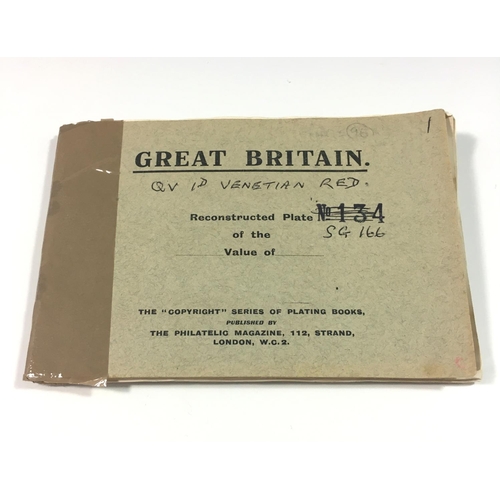 (96)
1
GREAT BRITAIN.
QV 1D VENETIAN RED.
Reconstructed Plate No 134
of the SG 166
Value of
THE "COPYRIGHT" SERIES OF PLATING BOOKS,
PUBLISHED BY
THE PHILATELIC MAGAZINE, 112, STRAND,
LONDON, W.C.2.